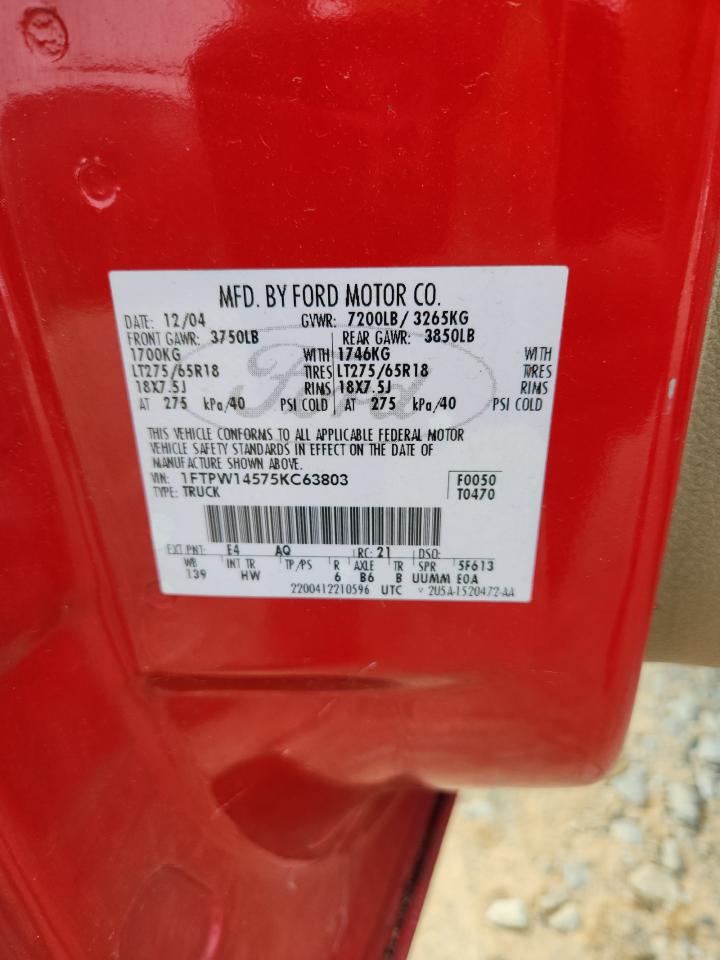 MFD. BY FORD MOTOR CO.
DATE: 12/04 GVWR: 7200LB/ 3265KG
FRONT GAWR: 3750LB REAR GAWR: 3850LB
1700KG WITH 1746KG WITH
LT275/65R18 TIRES LT275/65R18 TIRES
18X7.5J RIMS 18X7.5J RIMS
AT 275 kPa/40 PSI COLD AT 275 kPa/40 PSI COLD
Ford
THIS VEHICLE CONFORMS TO ALL APPLICABLE FEDERAL MOTOR
VEHICLE SAFETY STANDARDS IN EFFECT ON THE DATE OF
MANUFACTURE SHOWN ABOVE.
VIN: 1FTPW14575KC63803 F0050
TYPE: TRUCK T0470
EXT PNT: E4 AQ RC: 21 DSO:
WB INT TR TP/PS R AXLE TR SPR 5F613
139 HW 6 B6 B UUMM E0A
2200412210596 UTC v 2U5A-1520472-AA